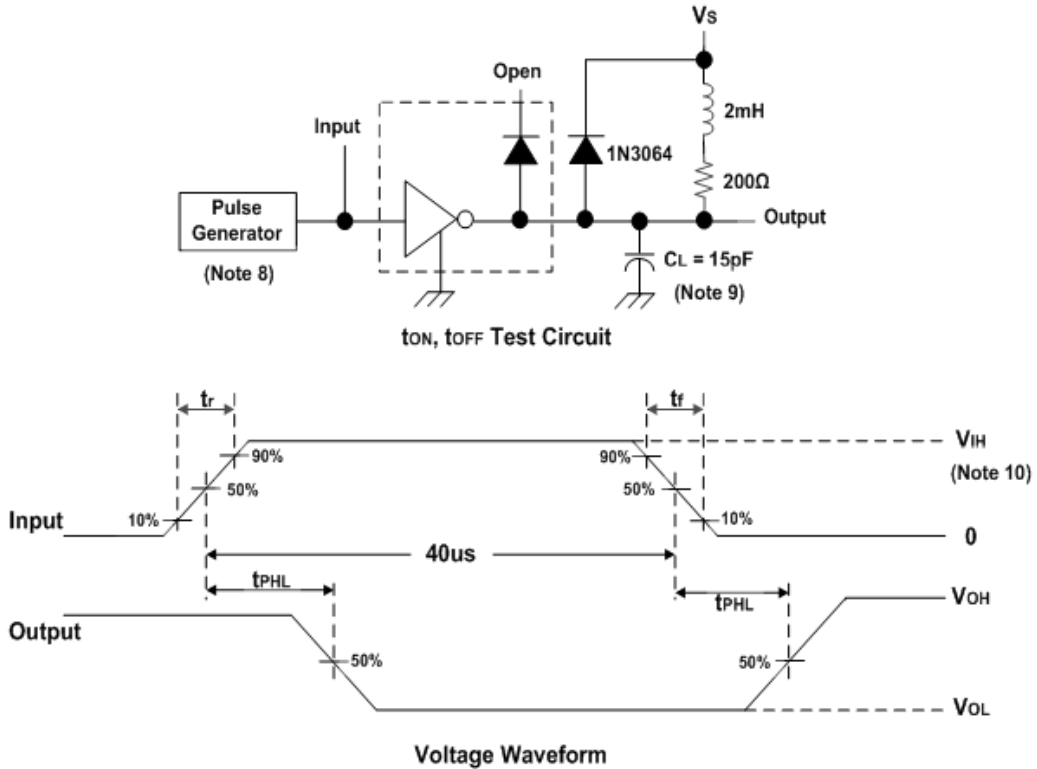 Vs
Open
2mH
Input
1N3064
200Ω
Output
Pulse
Generator
(Note 8)
CL = 15pF
(Note 9)
tON, tOFF Test Circuit
tr
tf
90%
90%
VIH
(Note 10)
50%
50%
Input
10%
10%
0
40us
tPHL
tPHL
VOH
Output
50%
50%
VOL
Voltage Waveform